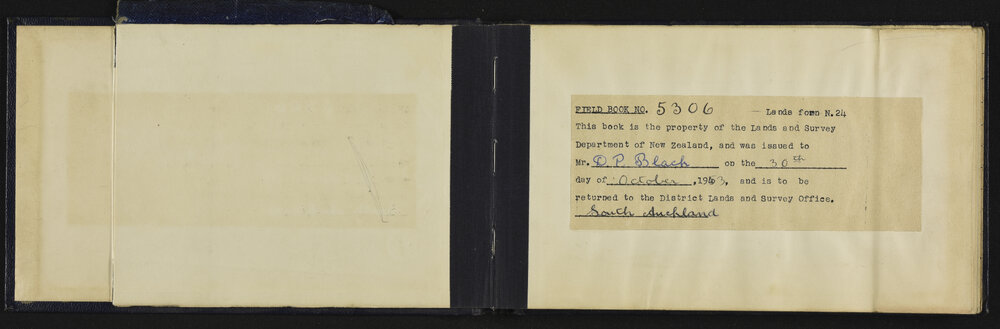 FIELD BOOK NO. 5306 — Lands form N.24
This book is the property of the Lands and Survey
Department of New Zealand, and was issued to
Mr. D. P. Black on the 30th
day of October, 1963, and is to be
returned to the District Lands and Survey Office.
South Auckland